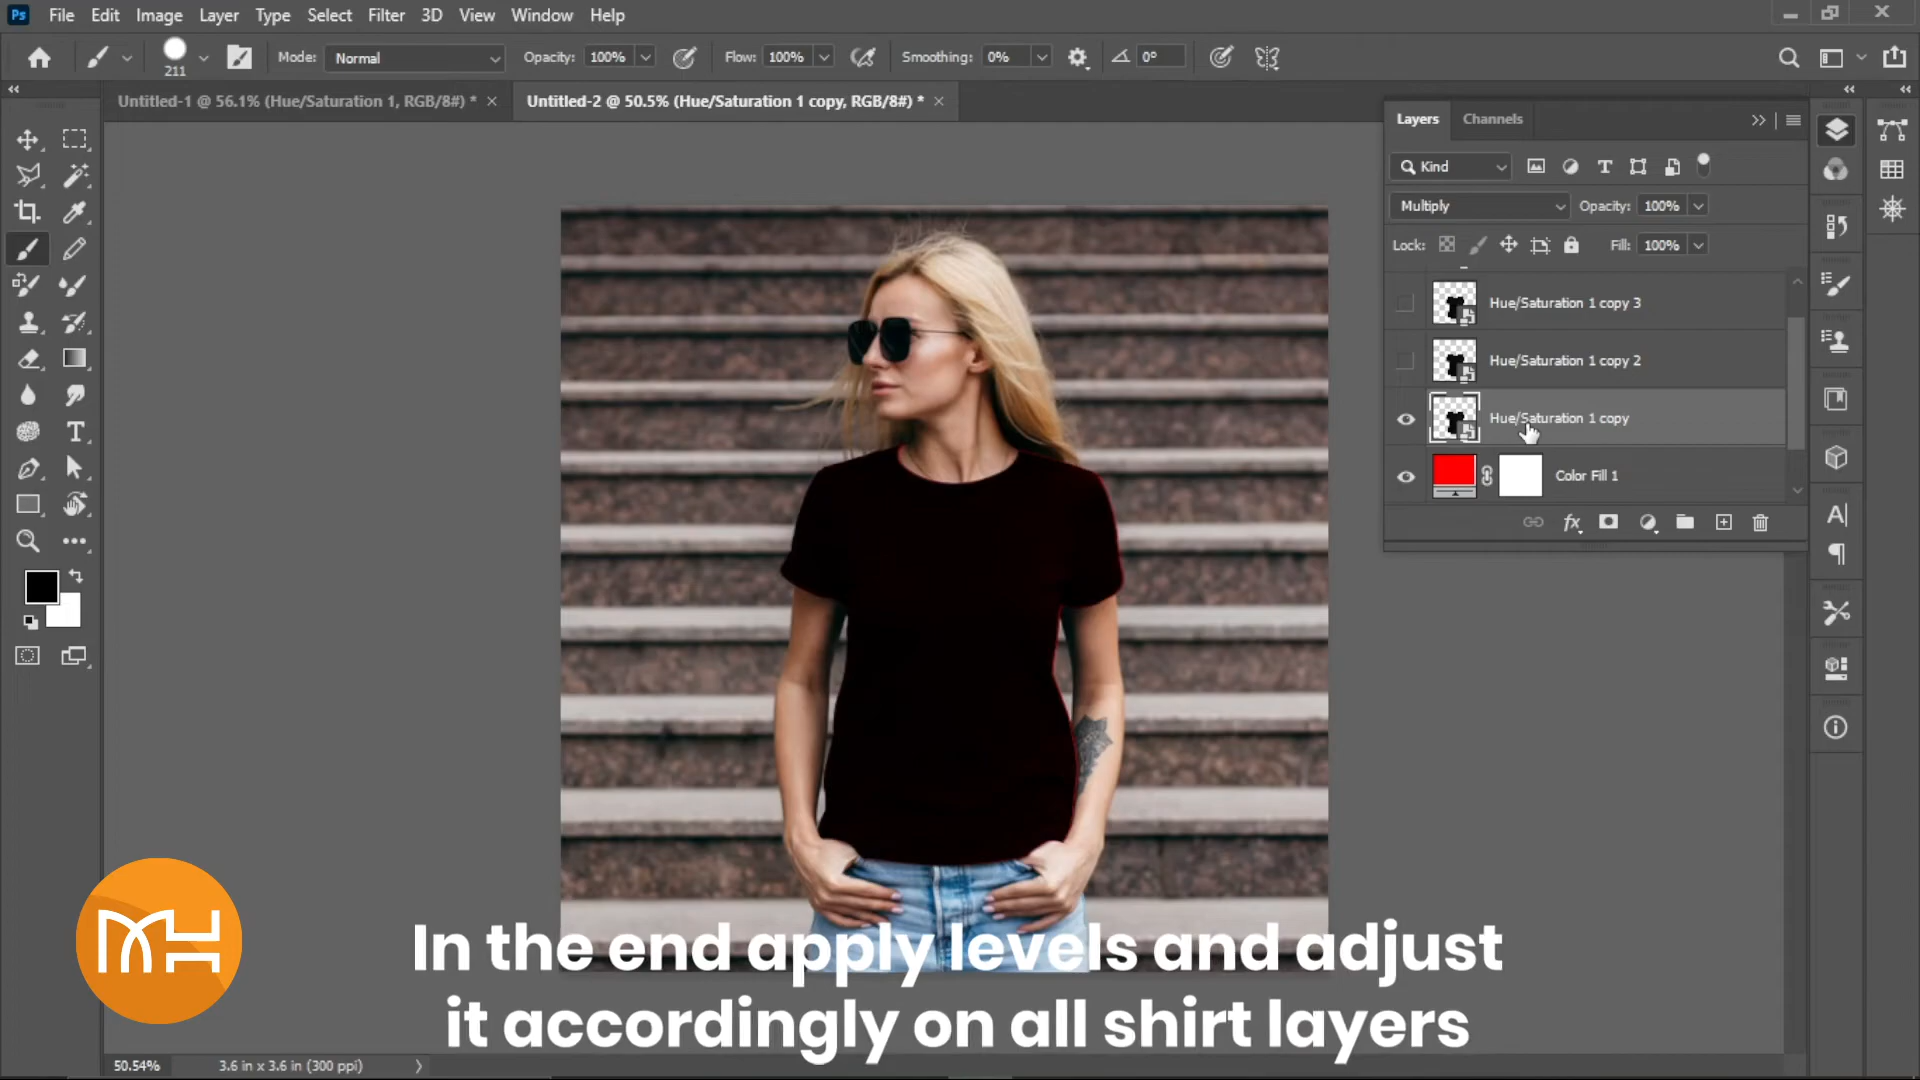 Ps File Edit Image Layer Type Select Filter 3D View Window Help
211 Mode: Normal Opacity: 100% Flow: 100% Smoothing: 0% 0°
Untitled-1 @ 56.1% (Hue/Saturation 1, RGB/8#) * × Untitled-2 @ 50.5% (Hue/Saturation 1 copy, RGB/8#) * ×
Layers Channels
Kind
Multiply Opacity: 100%
Lock: Fill: 100%
Hue/Saturation 1 copy 3
Hue/Saturation 1 copy 2
Hue/Saturation 1 copy
Color Fill 1
MH
In the end apply levels and adjust
it accordingly on all shirt layers
50.54% 3.6 in x 3.6 in (300 ppi)